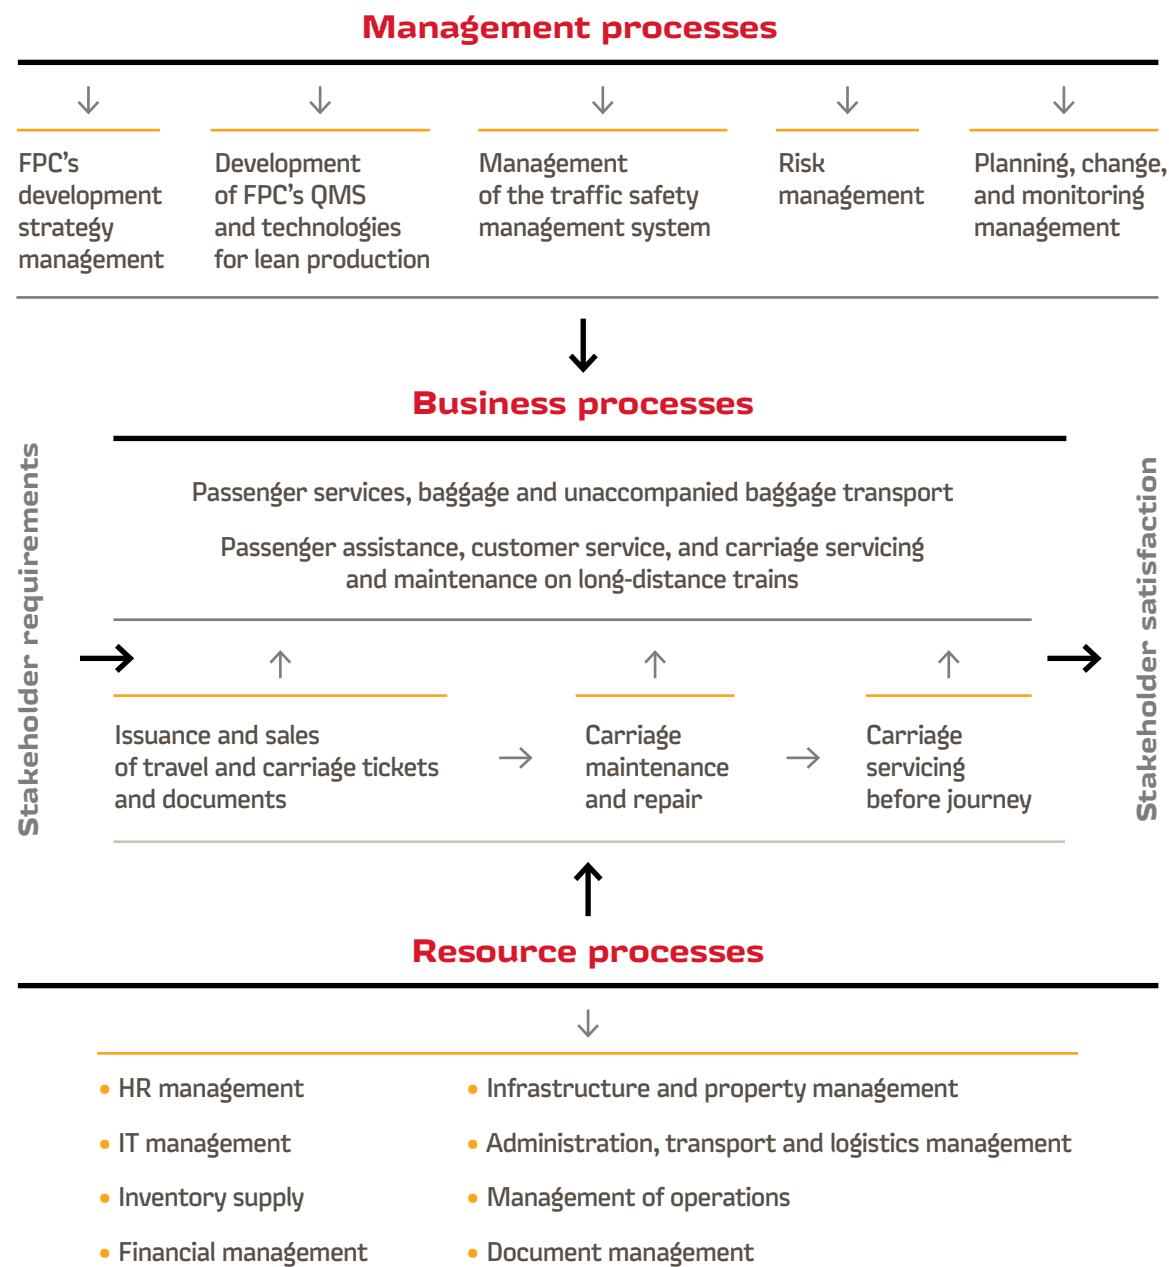 Management processes
FPC's
development
strategy
management
Development
of FPC's QMS
and technologies
for lean production
Management
of the traffic safety
management system
Risk
management
Planning, change,
and monitoring
management
Business processes
Stakeholder requirements
Passenger services, baggage and unaccompanied baggage transport
Passenger assistance, customer service, and carriage servicing
and maintenance on long-distance trains
Issuance and sales
of travel and carriage tickets
and documents
Carriage
maintenance
and repair
Carriage
servicing
before journey
Stakeholder satisfaction
Resource processes
• HR management
• IT management
• Inventory supply
• Financial management
• Infrastructure and property management
• Administration, transport and logistics management
• Management of operations
• Document management